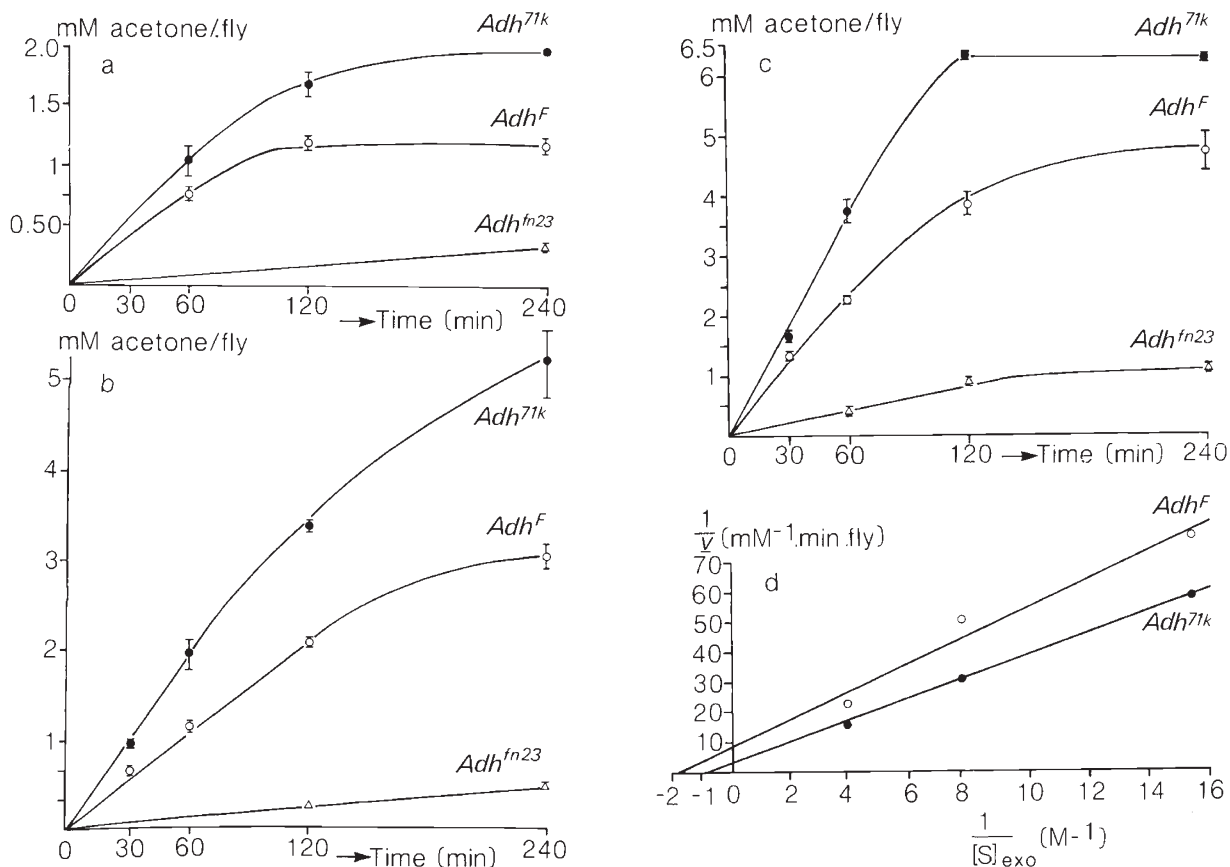 mM acetone/.fly
a
Adh71k
2.0
1.5
1
0.50
AdhF
Adhfn23
0 30 60 120 240
→Time (min)
mM acetone/fly
b
5
4
3
2
1
Adh71k
AdhF
Adhfn23
0 30 60 120 240
→Time (min)
mM acetone/fly
c
Adh71k
6.5
6
5
4
3
2
1
AdhF
Adhfn23
0 30 60 120 240
→Time (min)
1/v (mM-1.min.fly)
d
70
60
50
40
30
20
10
AdhF
Adh71k
-2 -1 0 2 4 6 8 10 12 14 16
1/[S]exo (M-1)